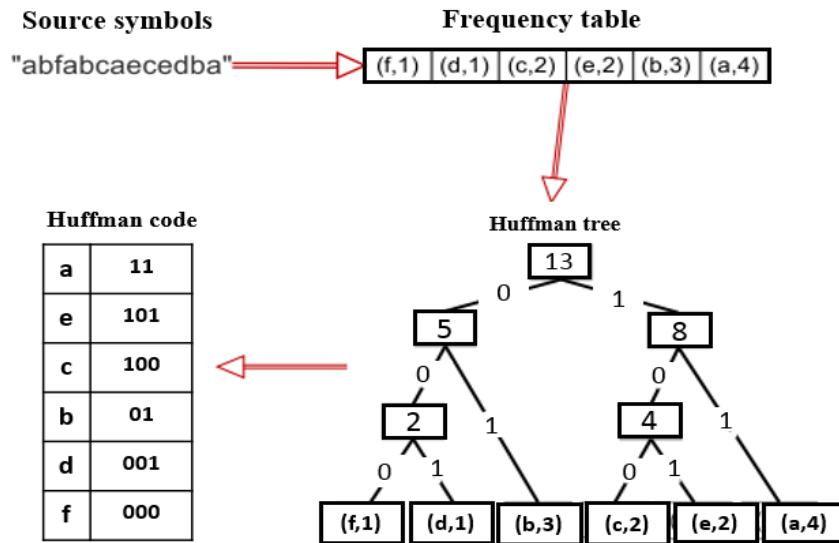 Source symbols
Frequency table
"abfabcaecedba"
(f,1) (d,1) (c,2) (e,2) (b,3) (a,4)
Huffman code
Huffman tree
a 11
e 101
c 100
b 01
d 001
f 000
13
0 1
5 8
0 1 0 1
2 4
0 1 0 1
(f,1) (d,1) (b,3) (c,2) (e,2) (a,4)